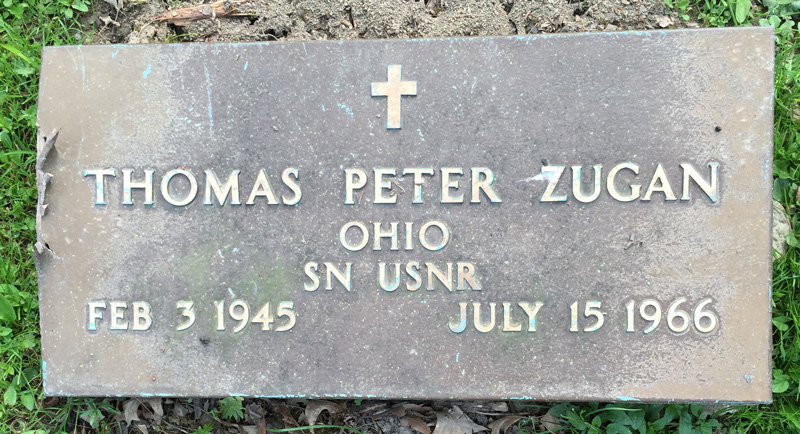 THOMAS PETER ZUGAN
OHIO
SN USNR
FEB 3 1945 JULY 15 1966